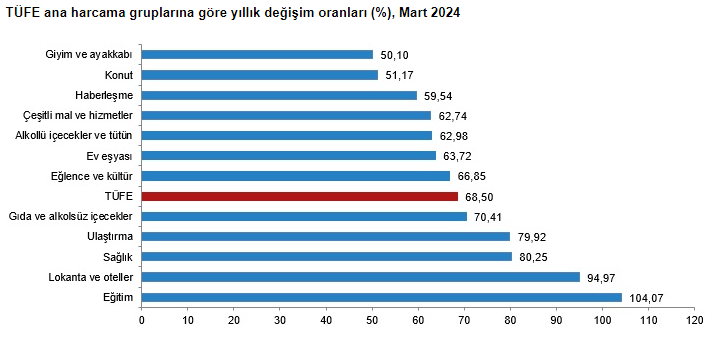 TÜFE ana harcama gruplarına göre yıllık değişim oranları (%), Mart 2024
Giyim ve ayakkabı 50,10
Konut 51,17
Haberleşme 59,54
Çeşitli mal ve hizmetler 62,74
Alkollü içecekler ve tütün 62,98
Ev eşyası 63,72
Eğlence ve kültür 66,85
TÜFE 68,50
Gıda ve alkolsüz içecekler 70,41
Ulaştırma 79,92
Sağlık 80,25
Lokanta ve oteller 94,97
Eğitim 104,07
0 10 20 30 40 50 60 70 80 90 100 110 120